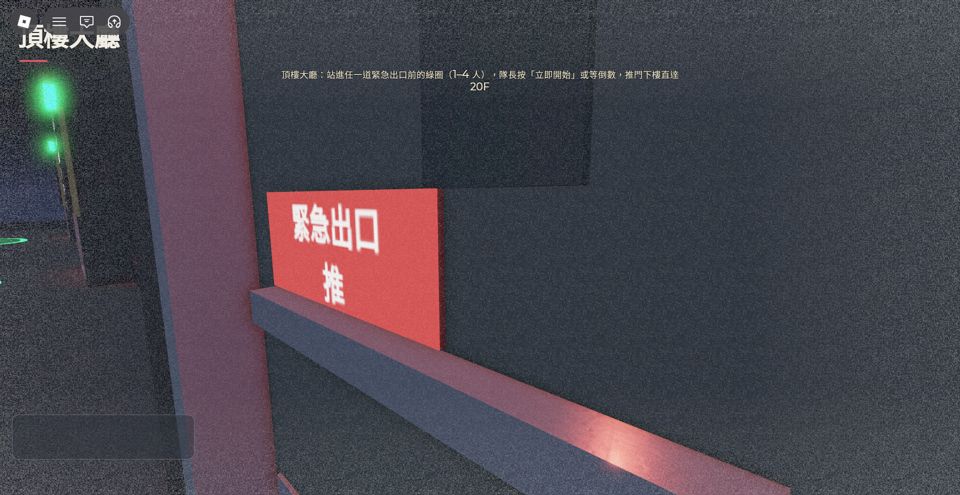 頂樓大廳
頂樓大廳：站進任一道緊急出口前的綠圈（1–4 人），隊長按「立即開始」或等倒數，推門下樓直達
20F
緊急出口
推